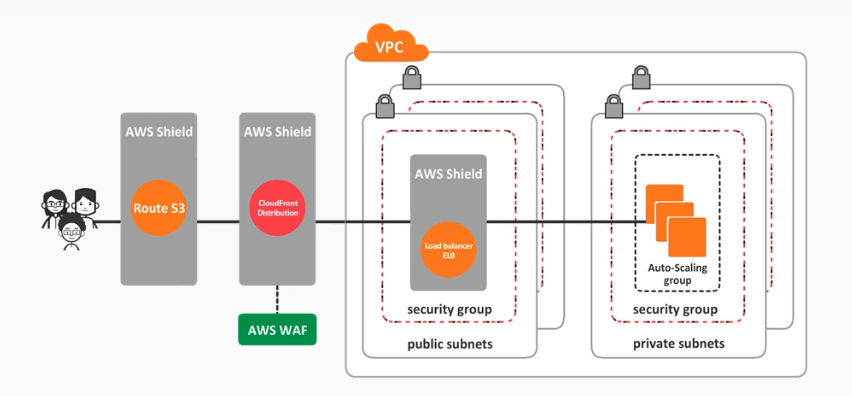 VPC
AWS Shield
Route 53
AWS Shield
CloudFront
Distribution
AWS WAF
AWS Shield
Load balancer
ELB
security group
public subnets
Auto-Scaling
group
security group
private subnets